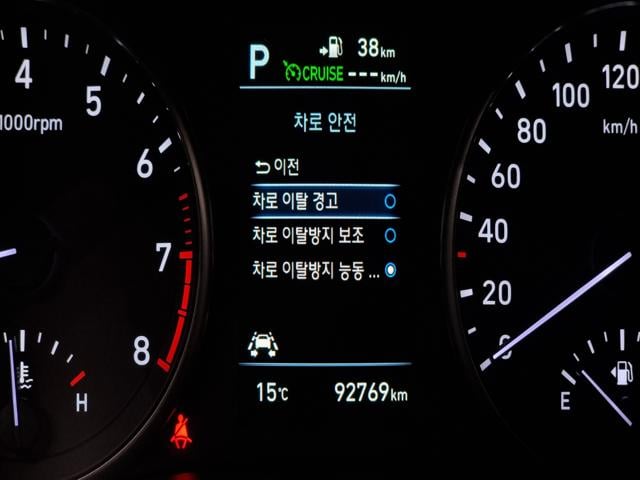 4
5
6
7
8
1000rpm
H
P
38km
CRUISE ---km/h
차로 안전
이전
차로 이탈 경고
차로 이탈방지 보조
차로 이탈방지 능동 ...
15℃ 92769km
120
100
80
60
40
20
0
km/h
E